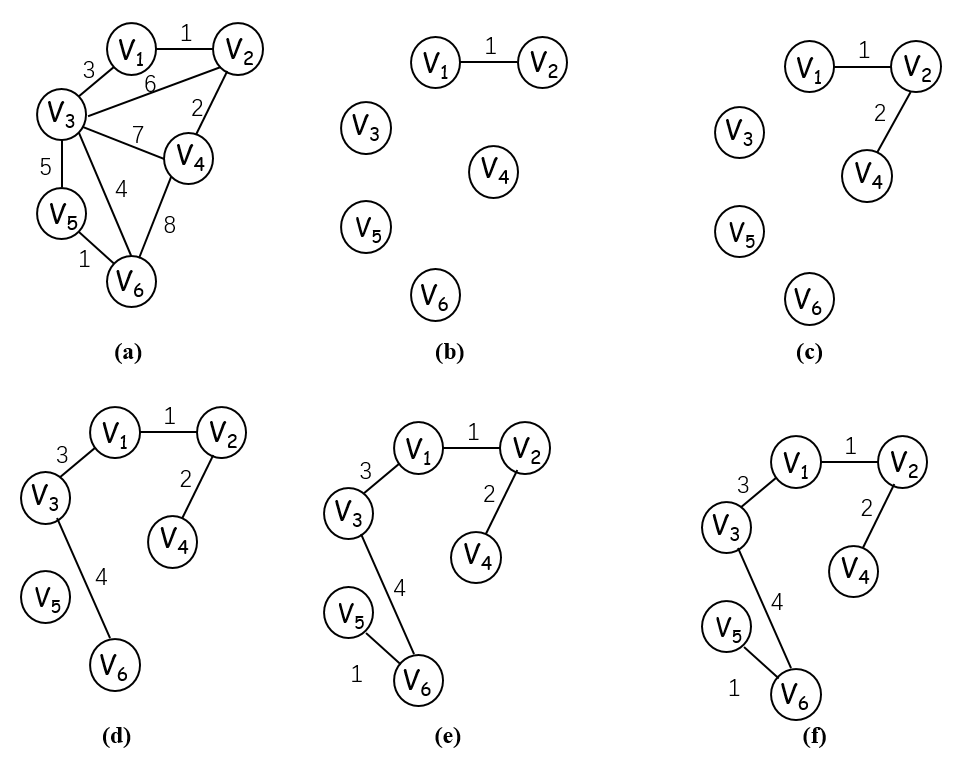 V1 1 V2
3 6
V3 2
7 V4
5 4
V5 8
1 V6
(a)
V1 1 V2
V3
V4
V5
V6
(b)
V1 1 V2
2
V3
V4
V5
V6
(c)
V1 1 V2
3 2
V3
V4
4
V5
V6
(d)
V1 1 V2
3 2
V3
V4
4
V5
1 V6
(e)
V1 1 V2
3 2
V3
V4
4
V5
1 V6
(f)